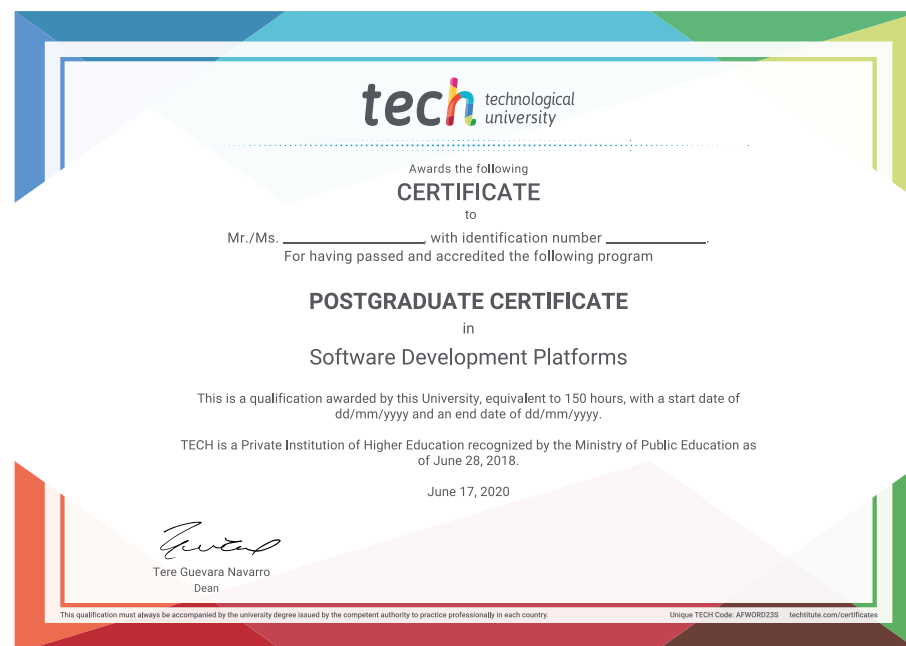 tech technological
university
Awards the following
CERTIFICATE
to
Mr./Ms. ____________________, with identification number ______________.
For having passed and accredited the following program
POSTGRADUATE CERTIFICATE
in
Software Development Platforms
This is a qualification awarded by this University, equivalent to 150 hours, with a start date of
dd/mm/yyyy and an end date of dd/mm/yyyy.
TECH is a Private Institution of Higher Education recognized by the Ministry of Public Education as
of June 28, 2018.
June 17, 2020
Tere Guevara Navarro
Dean
This qualification must always be accompanied by the university degree issued by the competent authority to practice professionally in each country. Unique TECH Code: AFWORD23S techtitute.com/certificates